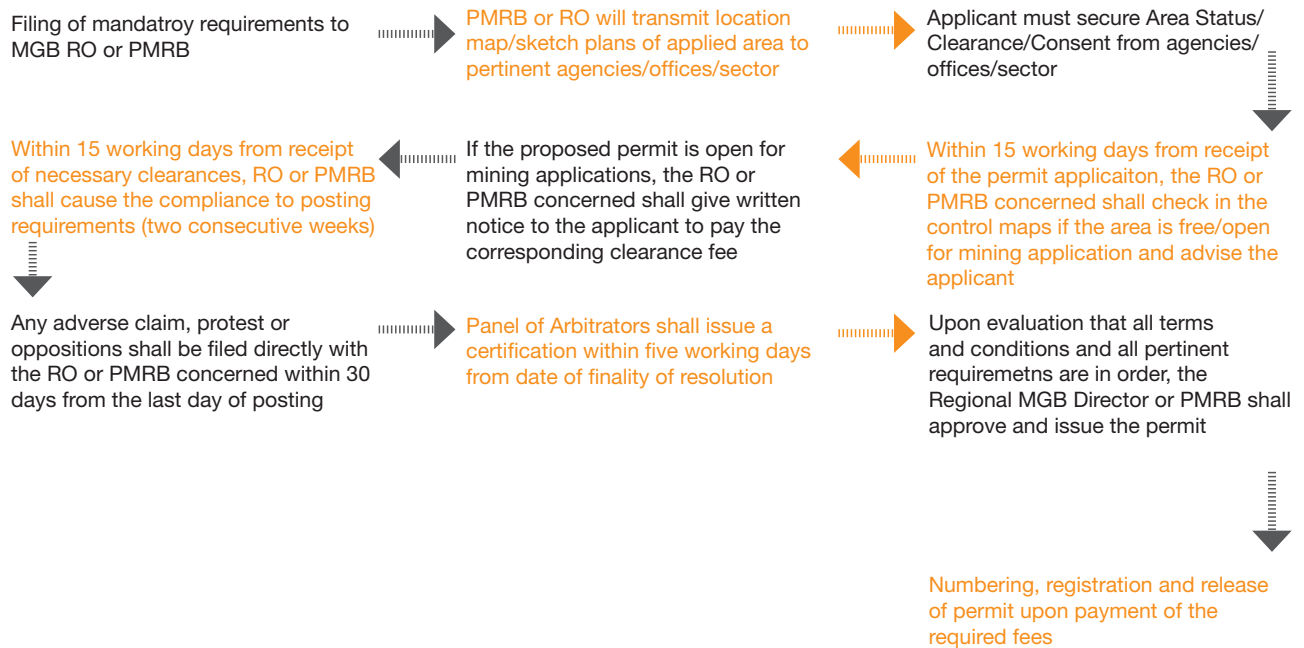 Filing of mandatroy requirements to
MGB RO or PMRB
PMRB or RO will transmit location
map/sketch plans of applied area to
pertinent agencies/offices/sector
Applicant must secure Area Status/
Clearance/Consent from agencies/
offices/sector
Within 15 working days from receipt
of the permit applicaiton, the RO or
PMRB concerned shall check in the
control maps if the area is free/open
for mining application and advise the
applicant
If the proposed permit is open for
mining applications, the RO or
PMRB concerned shall give written
notice to the applicant to pay the
corresponding clearance fee
Within 15 working days from receipt
of necessary clearances, RO or PMRB
shall cause the compliance to posting
requirements (two consecutive weeks)
Any adverse claim, protest or
oppositions shall be filed directly with
the RO or PMRB concerned within 30
days from the last day of posting
Panel of Arbitrators shall issue a
certification within five working days
from date of finality of resolution
Upon evaluation that all terms
and conditions and all pertinent
requiremetns are in order, the
Regional MGB Director or PMRB shall
approve and issue the permit
Numbering, registration and release
of permit upon payment of the
required fees